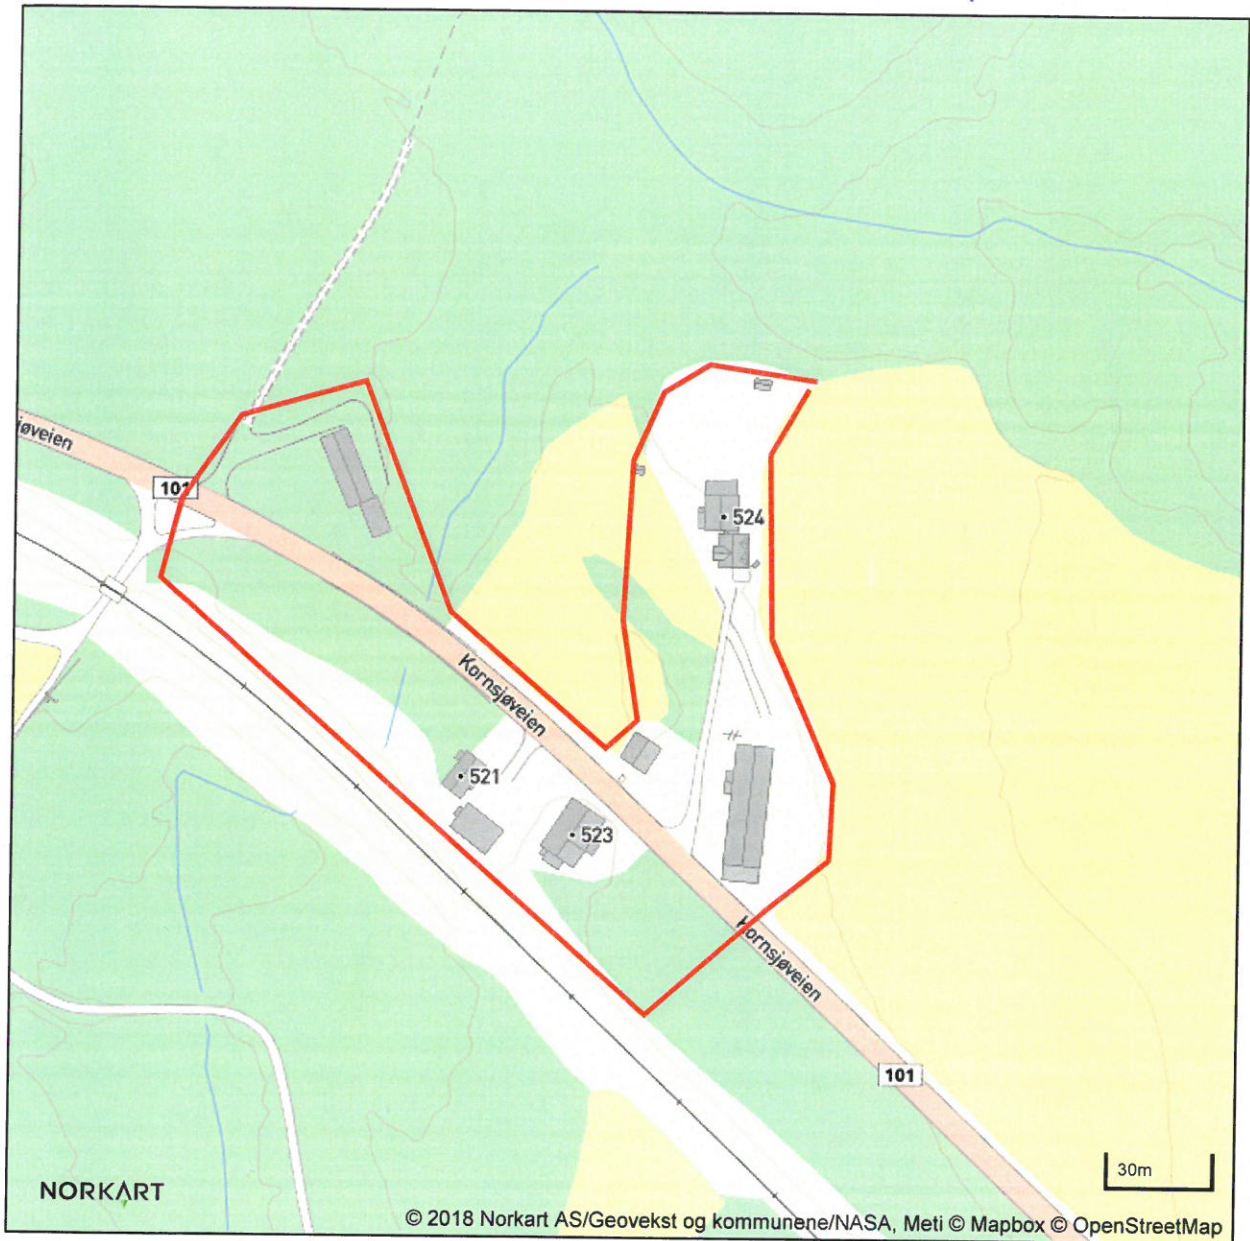 jøveien
101
524
Kornsjøveien
521
523
Kornsjøveien
101
30m
NORKART
© 2018 Norkart AS/Geovekst og kommunene/NASA, Meti © Mapbox © OpenStreetMap